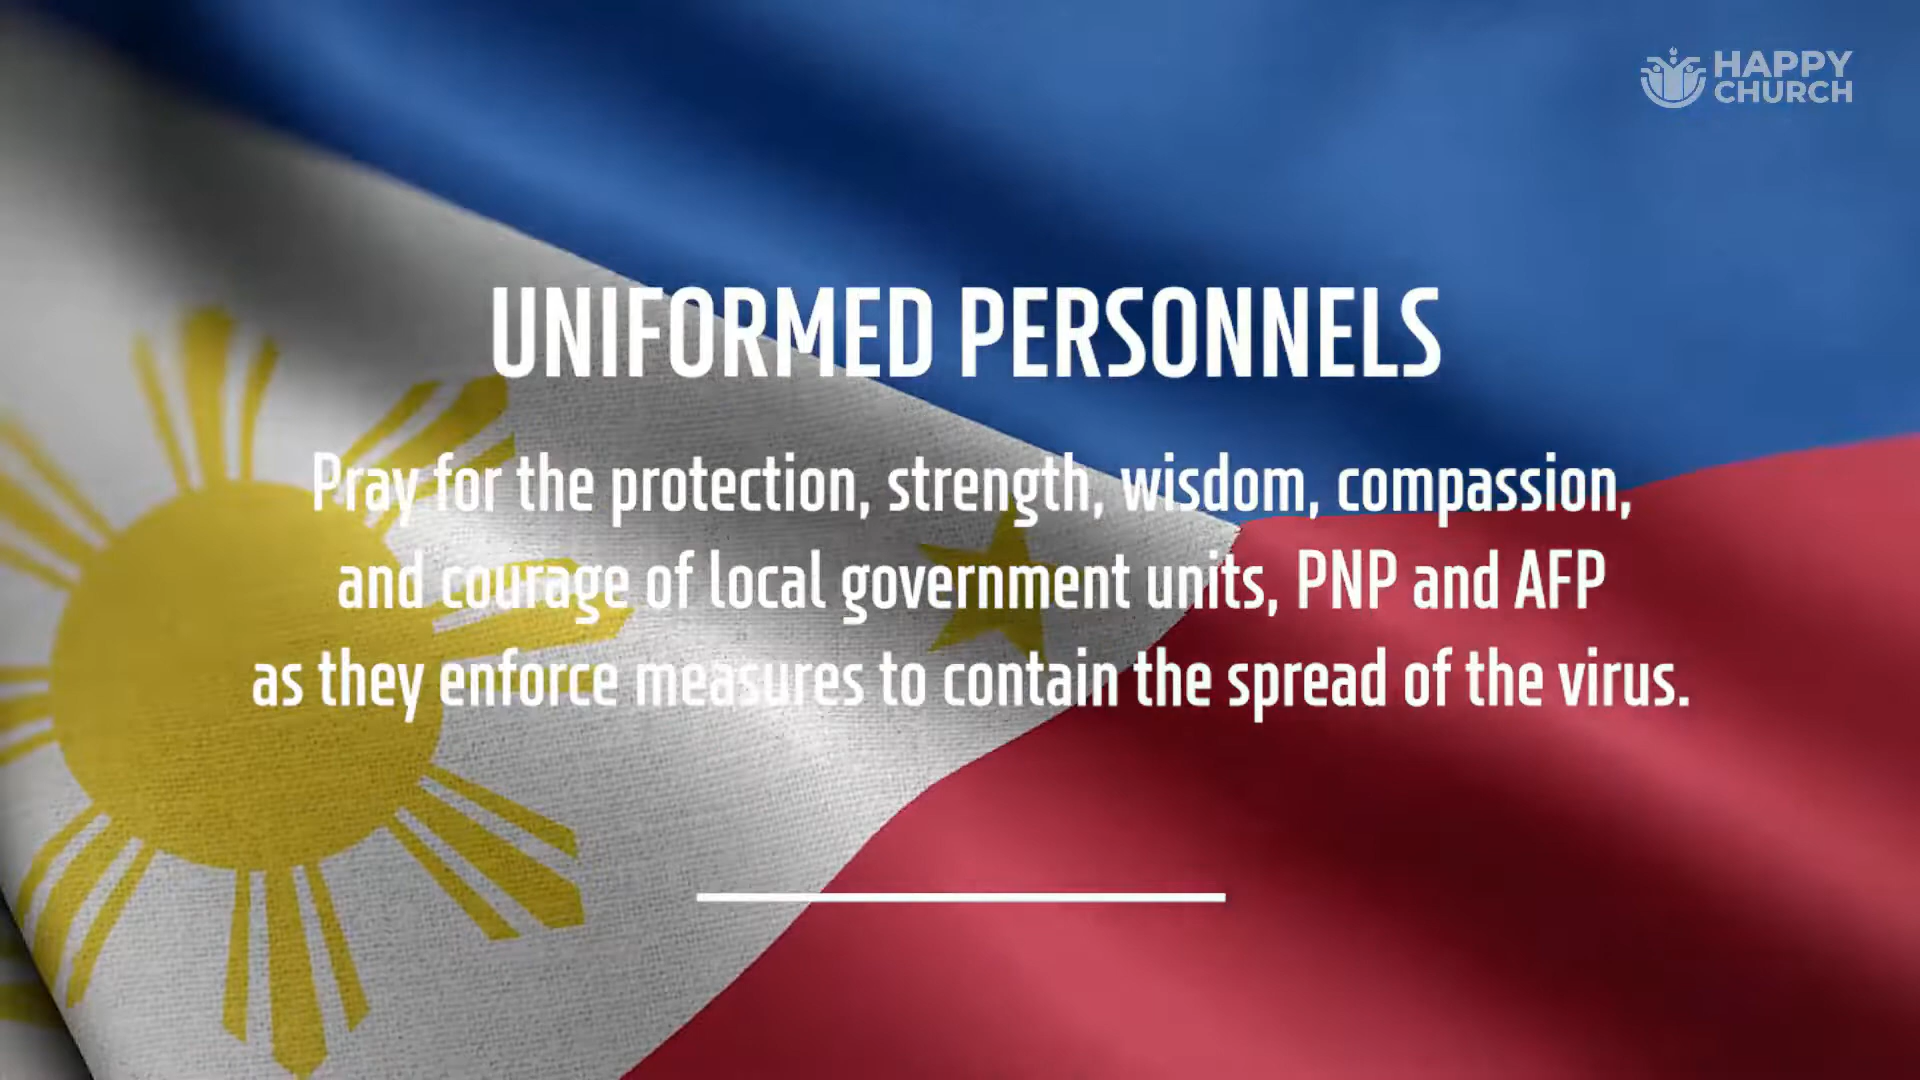 HAPPY
CHURCH
UNIFORMED PERSONNELS
Pray for the protection, strength, wisdom, compassion,
and courage of local government units, PNP and AFP
as they enforce measures to contain the spread of the virus.